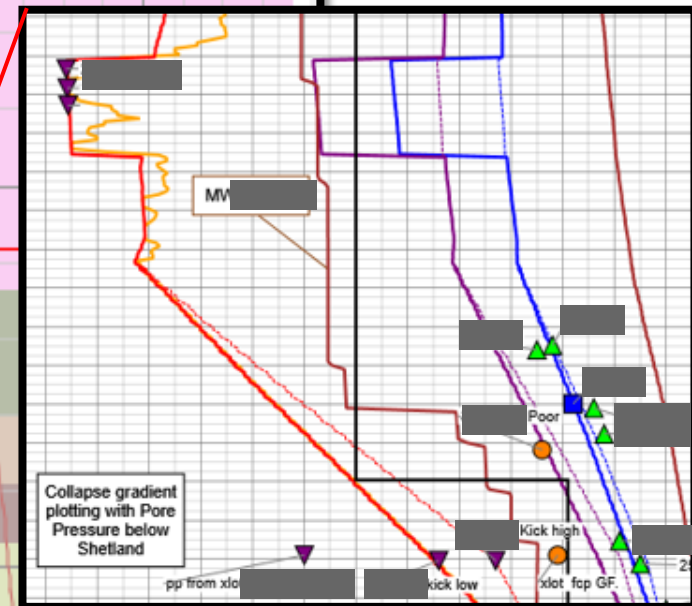 MW
Poor
Collapse gradient
plotting with Pore
Pressure below
Shetland
Kick high
pp from xlo
kick low
xlot fcp GF.